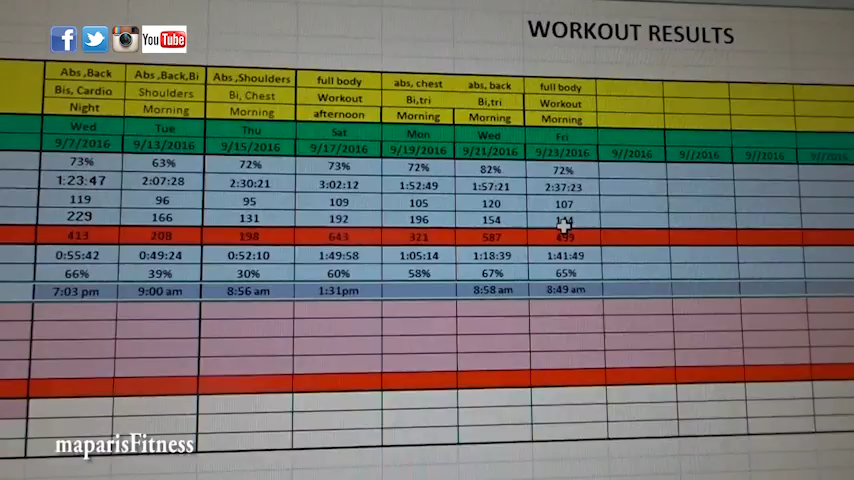 You Tube
WORKOUT RESULTS
Abs ,Back Abs ,Back,Bi Abs ,Shoulders full body abs, chest abs, back full body
Bis, Cardio Shoulders Bi, Chest Workout Bi,tri Bi,tri Workout
Night Morning Morning afternoon Morning Morning Morning
Wed Tue Thu Sat Mon Wed Fri
9/7/2016 9/13/2016 9/15/2016 9/17/2016 9/19/2016 9/21/2016 9/23/2016 9//2016 9//2016 9//2016 9//2016
73% 63% 72% 73% 72% 82% 72%
1:23:47 2:07:28 2:30:21 3:02:12 1:52:49 1:57:21 2:37:23
119 96 95 109 105 120 107
229 166 131 192 196 154
413 208 198 643 321 587 493
0:55:42 0:49:24 0:52:10 1:49:58 1:05:14 1:18:39 1:41:49
66% 39% 30% 60% 58% 67% 65%
7:03 pm 9:00 am 8:56 am 1:31pm 8:58 am 8:49 am
maparisFitness